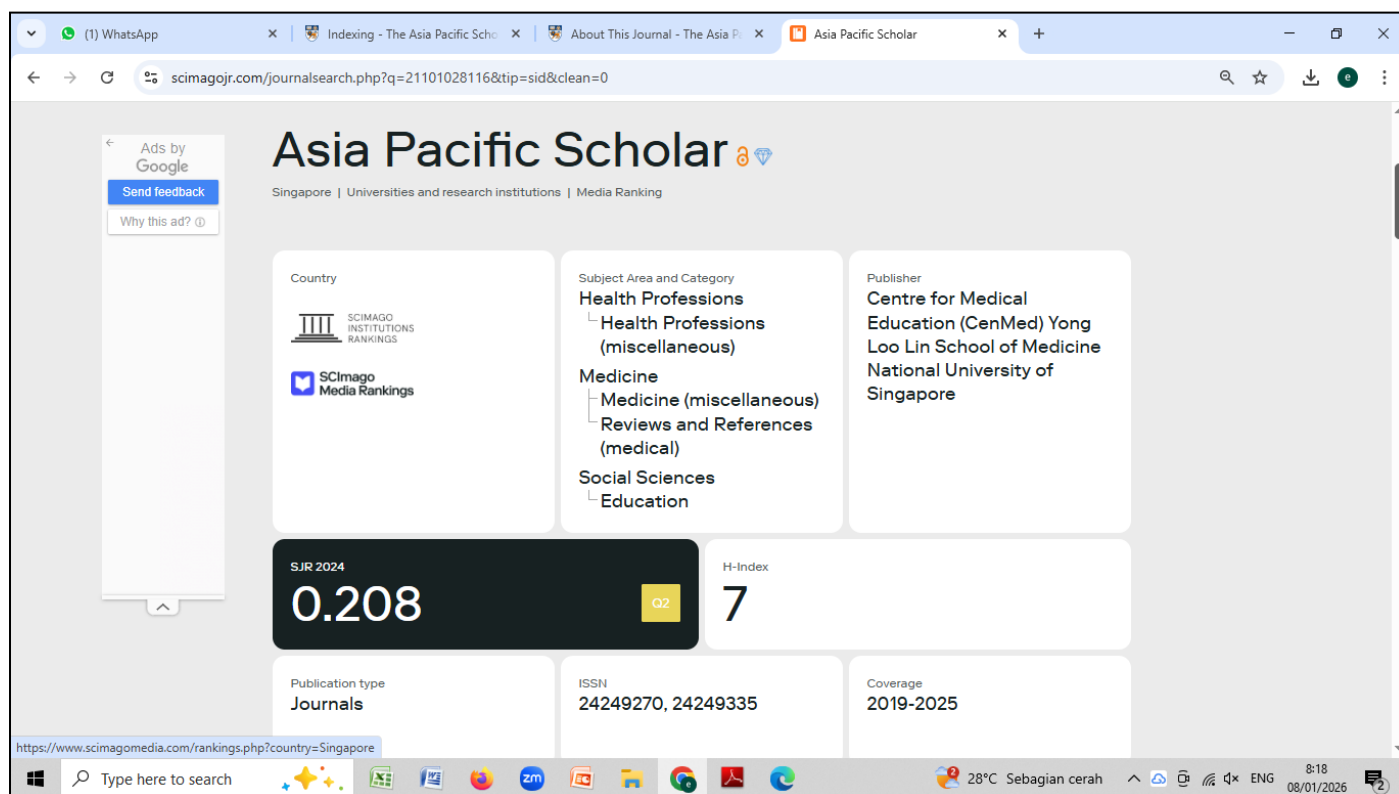 (1) WhatsApp
Indexing - The Asia Pacific Scho
About This Journal - The Asia P
Asia Pacific Scholar
scimagojr.com/journalsearch.php?q=21101028116&tip=sid&clean=0
e
Ads by
Google
Send feedback
Why this ad?
Asia Pacific Scholar
Singapore | Universities and research institutions | Media Ranking
Country
SCIMAGO
INSTITUTIONS
RANKINGS
SCImago
Media Rankings
Subject Area and Category
Health Professions
Health Professions
(miscellaneous)
Medicine
Medicine (miscellaneous)
Reviews and References
(medical)
Social Sciences
Education
Publisher
Centre for Medical
Education (CenMed) Yong
Loo Lin School of Medicine
National University of
Singapore
SJR 2024
0.208
Q2
H-Index
7
Publication type
Journals
ISSN
24249270, 24249335
Coverage
2019-2025
https://www.scimagomedia.com/rankings.php?country=Singapore
Type here to search
zm
2
28°C Sebagian cerah
ENG
8:18
08/01/2026
2